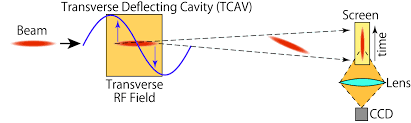 Transverse Deflecting Cavity (TCAV)
Beam
Transverse
RF Field
Screen
time
Lens
CCD